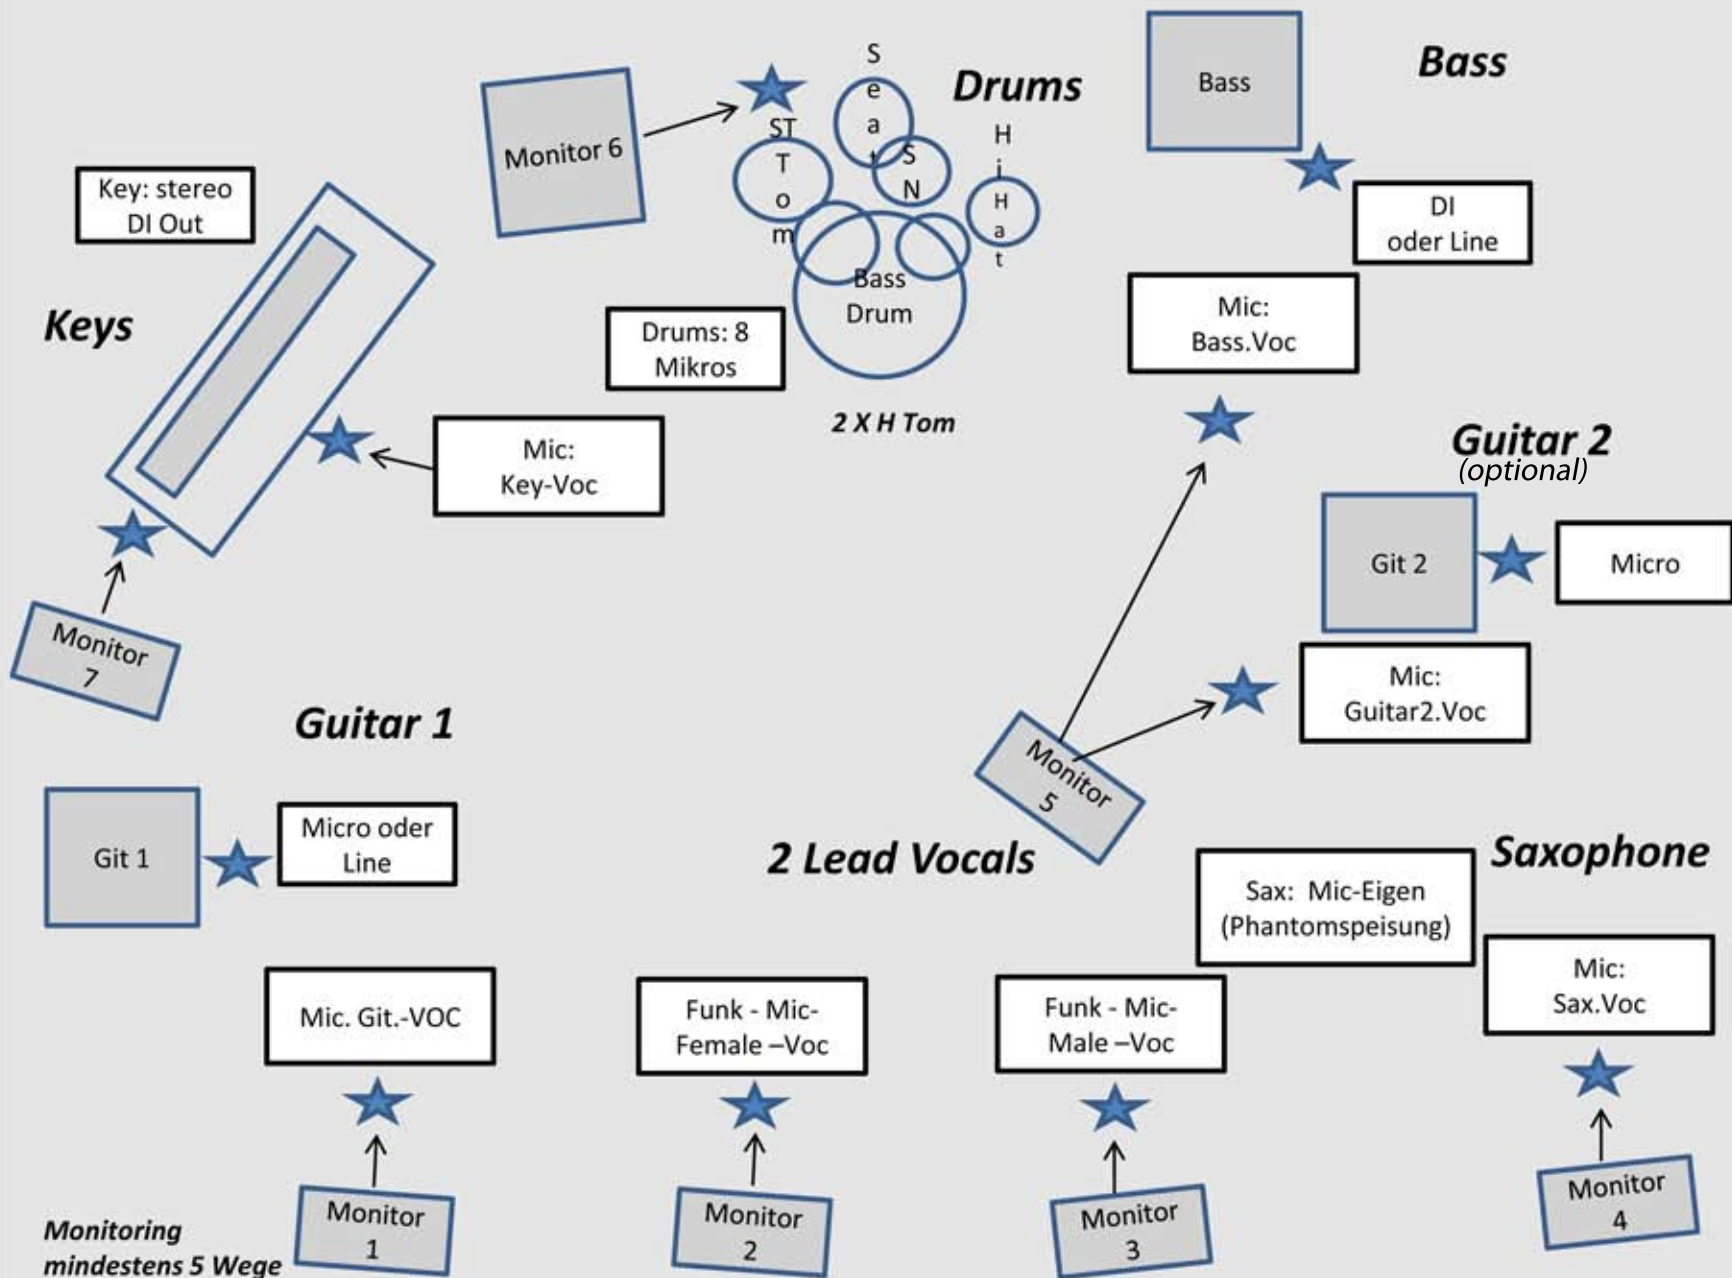 Drums
Bass
Bass
Seat
Monitor 6
ST
Tom
SN
HiHat
Key: stereo
DI Out
DI
oder Line
Keys
Bass
Drum
Drums: 8
Mikros
Mic:
Bass.Voc
2 X H Tom
Mic:
Key-Voc
Guitar 2
(optional)
Git 2
Micro
Monitor
7
Mic:
Guitar2.Voc
Guitar 1
Monitor
5
Git 1
Micro oder
Line
2 Lead Vocals
Saxophone
Sax:  Mic-Eigen
(Phantomspeisung)
Mic. Git.-VOC
Funk - Mic-
Female –Voc
Funk - Mic-
Male –Voc
Mic:
Sax.Voc
Monitor
1
Monitor
2
Monitor
3
Monitor
4
Monitoring
mindestens 5 Wege